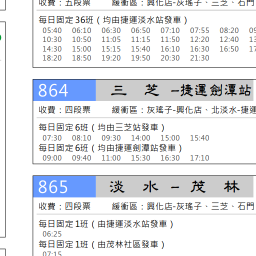 收費：五段票 緩衝區：興化店-灰瑤子、三芝、石門
每日固定36班（均由捷運淡水站發車）
05:40 06:10 06:30 06:50 07:10 07:55 08:20
10:30 10:50 11:05 11:15 11:50 12:20 12:40
14:30 15:00 15:15 15:40 16:10 16:30 16:50
18:20 18:50 19:20 19:50 20:30 21:30
864 三 芝 -捷運劍潭站
收費：四段票 緩衝區：灰瑤子-興化店、北淡水-捷運
每日固定6班（均由三芝站發車）
07:30 08:10 09:30 14:00 15:00 15:40
每日固定6班（均由捷運劍潭站發車）
09:00 09:40 11:00 15:30 16:30 17:10
865 淡 水 - 茂 林
收費：四段票 緩衝區：興化店-灰瑤子、三芝、石門
每日固定1班（由捷運淡水站發車）
06:25
每日固定1班（由茂林社區發車）
07:15